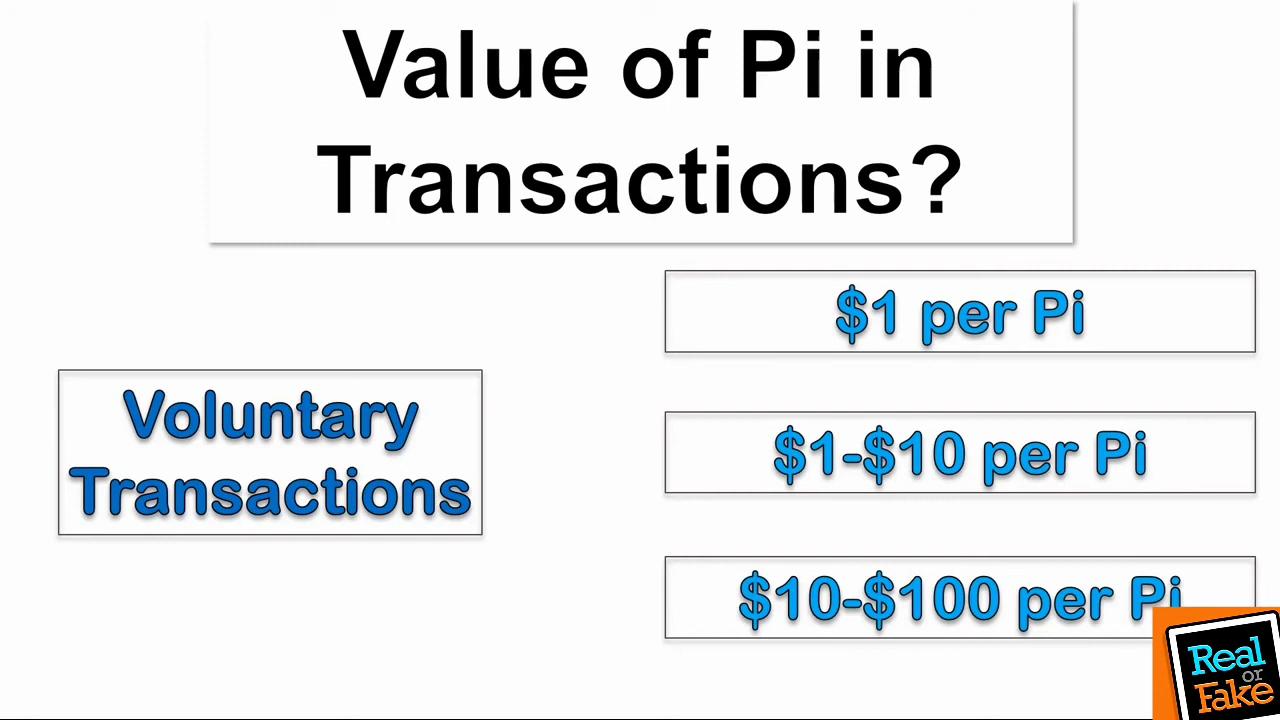 Value of Pi in
Transactions?
$1 per Pi
Voluntary
Transactions
$1-$10 per Pi
$10-$100 per Pi
Real
or
Fake